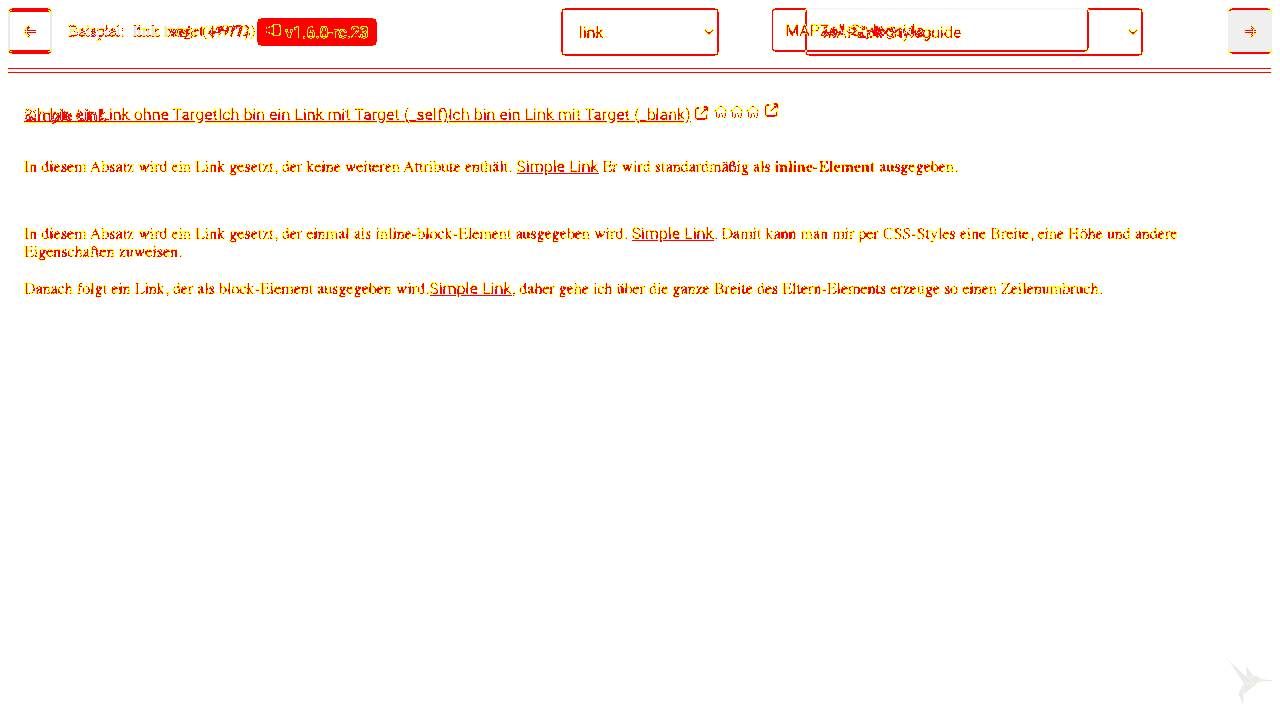 ← Beispiel: link v1.6.0-rc.23 link MAPZ Styleguide →
Simple Link Ich bin ein Link ohne TargetIch bin ein Link mit Target (_self)Ich bin ein Link mit Target (_blank)
In diesem Absatz wird ein Link gesetzt, der keine weiteren Attribute enthält. Simple Link Er wird standardmäßig als inline-Element ausgegeben.
In diesem Absatz wird ein Link gesetzt, der einmal als inline-block-Element ausgegeben wird. Simple Link. Damit kann man mir per CSS-Styles eine Breite, eine Höhe und andere
Eigenschaften zuweisen.
Danach folgt ein Link, der als block-Element ausgegeben wird.Simple Link, daher gehe ich über die ganze Breite des Eltern-Elements erzeuge so einen Zeilenumbruch.